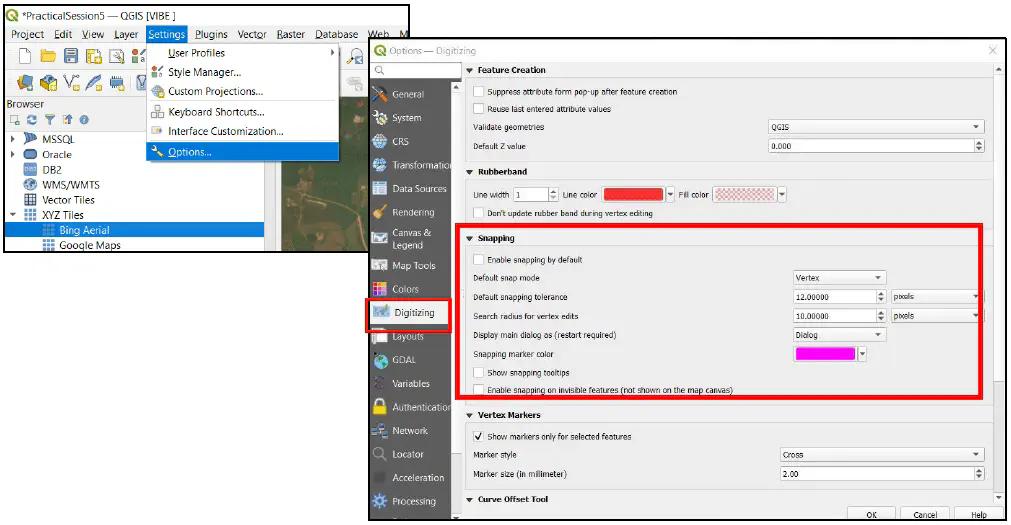 *PracticalSession5 — QGIS [VIBE ]
Project Edit View Layer Settings Plugins Vector Raster Database Web M
User Profiles
Style Manager...
Custom Projections...
Keyboard Shortcuts...
Interface Customization...
Options...
Browser
MSSQL
Oracle
DB2
WMS/WMTS
Vector Tiles
XYZ Tiles
Bing Aerial
Google Maps
Options — Digitizing
General
System
CRS
Transformation
Data Sources
Rendering
Canvas &
Legend
Map Tools
Colors
Digitizing
Layouts
GDAL
Variables
Authentication
Network
Locator
Acceleration
Processing
Feature Creation
Suppress attribute form pop-up after feature creation
Reuse last entered attribute values
Validate geometries QGIS
Default Z value 0.000
Rubberband
Line width 1 Line color Fill color
Don't update rubber band during vertex editing
Snapping
Enable snapping by default
Default snap mode Vertex
Default snapping tolerance 12.00000 pixels
Search radius for vertex edits 10.00000 pixels
Display main dialog as (restart required) Dialog
Snapping marker color
Show snapping tooltips
Enable snapping on invisible features (not shown on the map canvas)
Vertex Markers
Show markers only for selected features
Marker style Cross
Marker size (in millimeter) 2.00
Curve Offset Tool
OK Cancel Help